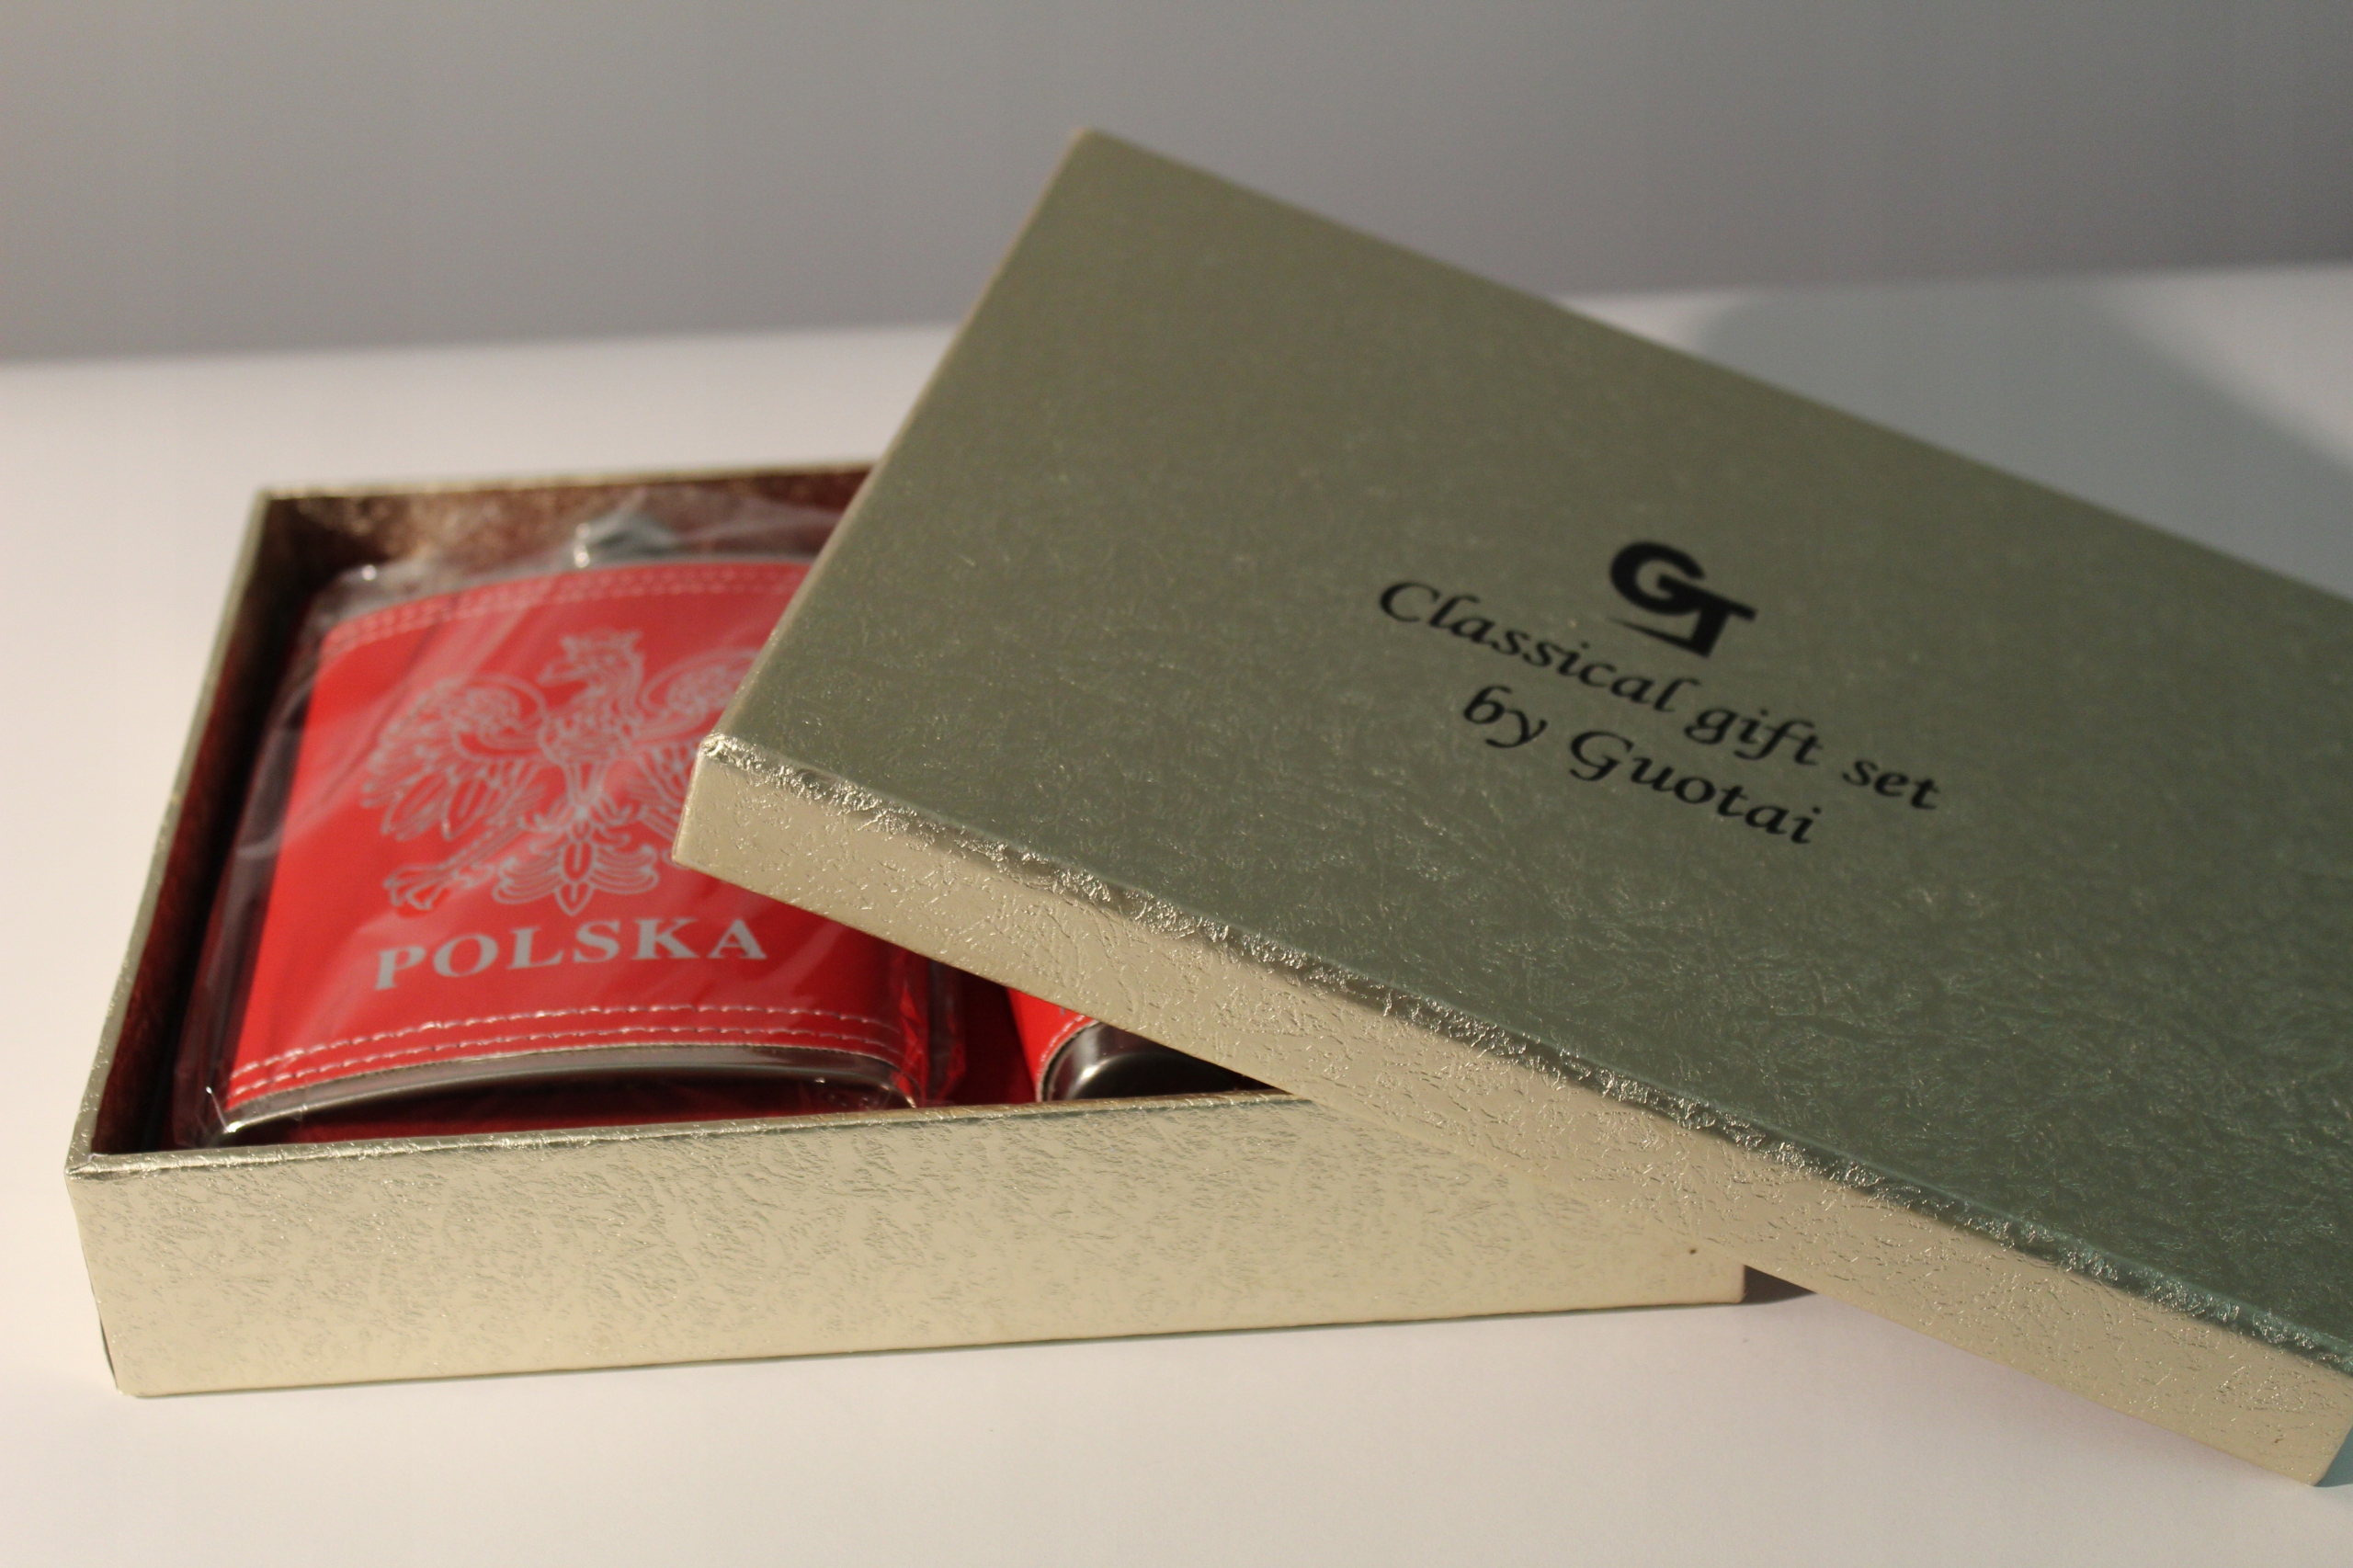 POLSKA
GT
Classical gift set
by Guotai